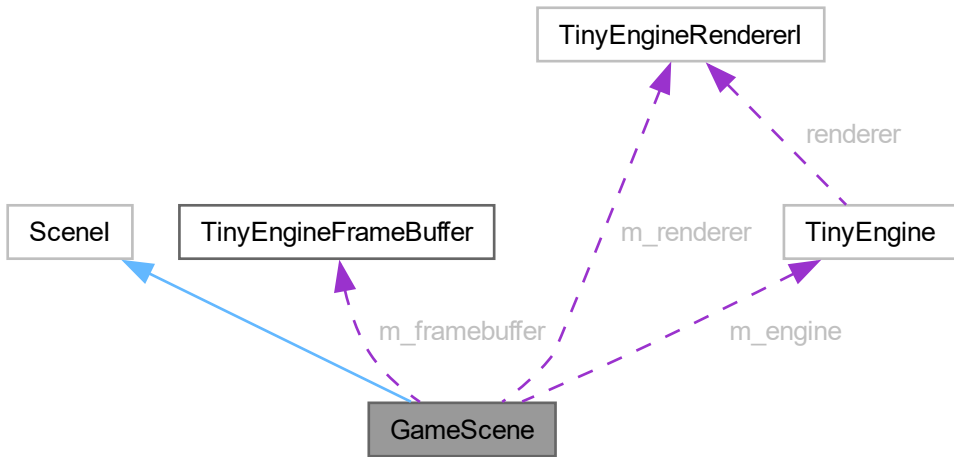 TinyEngineRendererI
renderer
SceneI
TinyEngineFrameBuffer
m_renderer
TinyEngine
m_framebuffer
m_engine
GameScene